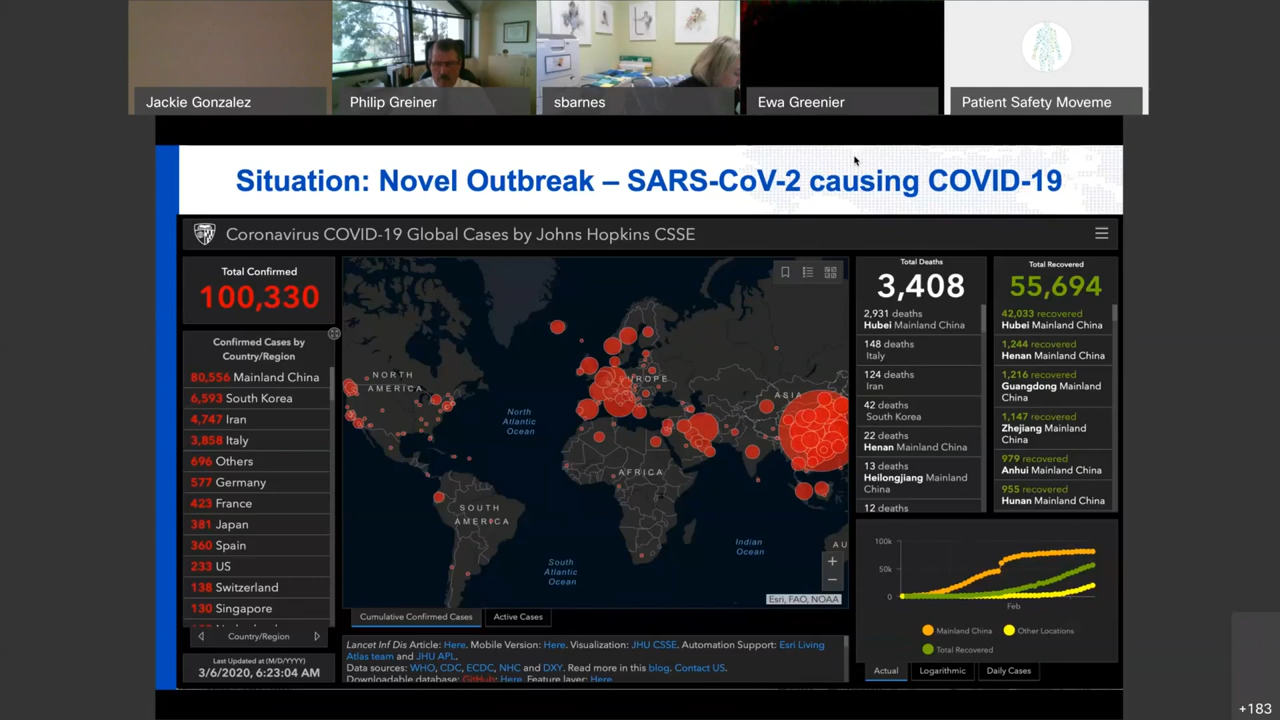 Jackie Gonzalez
Philip Greiner
sbarnes
Ewa Greenier
Patient Safety Moveme
Situation: Novel Outbreak – SARS-CoV-2 causing COVID-19
Coronavirus COVID-19 Global Cases by Johns Hopkins CSSE
Total Confirmed
100,330
Confirmed Cases by
Country/Region
80,556 Mainland China
6,593 South Korea
4,747 Iran
3,858 Italy
696 Others
577 Germany
423 France
381 Japan
360 Spain
233 US
138 Switzerland
130 Singapore
Country/Region
Last Updated at (M/D/YYYY)
3/6/2020, 6:23:04 AM
NORTH
AMERICA
EUROPE
ASIA
North
Atlantic
Ocean
AFRICA
SOUTH
AMERICA
Indian
Ocean
AU
South
Atlantic
Ocean
+
−
Esri, FAO, NOAA
Cumulative Confirmed Cases
Active Cases
Lancet Inf Dis Article: Here. Mobile Version: Here. Visualization: JHU CSSE. Automation Support: Esri Living
Atlas team and JHU APL.
Data sources: WHO, CDC, ECDC, NHC and DXY. Read more in this blog. Contact US.
Downloadable database: GitHub: Here. Feature layer: Here.
Total Deaths
3,408
2,931 deaths
Hubei Mainland China
148 deaths
Italy
124 deaths
Iran
42 deaths
South Korea
22 deaths
Henan Mainland China
13 deaths
Heilongjiang Mainland
China
12 deaths
Total Recovered
55,694
42,033 recovered
Hubei Mainland China
1,244 recovered
Henan Mainland China
1,216 recovered
Guangdong Mainland
China
1,147 recovered
Zhejiang Mainland
China
979 recovered
Anhui Mainland China
955 recovered
Hunan Mainland China
100k
50k
0
Feb
Mainland China
Other Locations
Total Recovered
Actual
Logarithmic
Daily Cases
+183